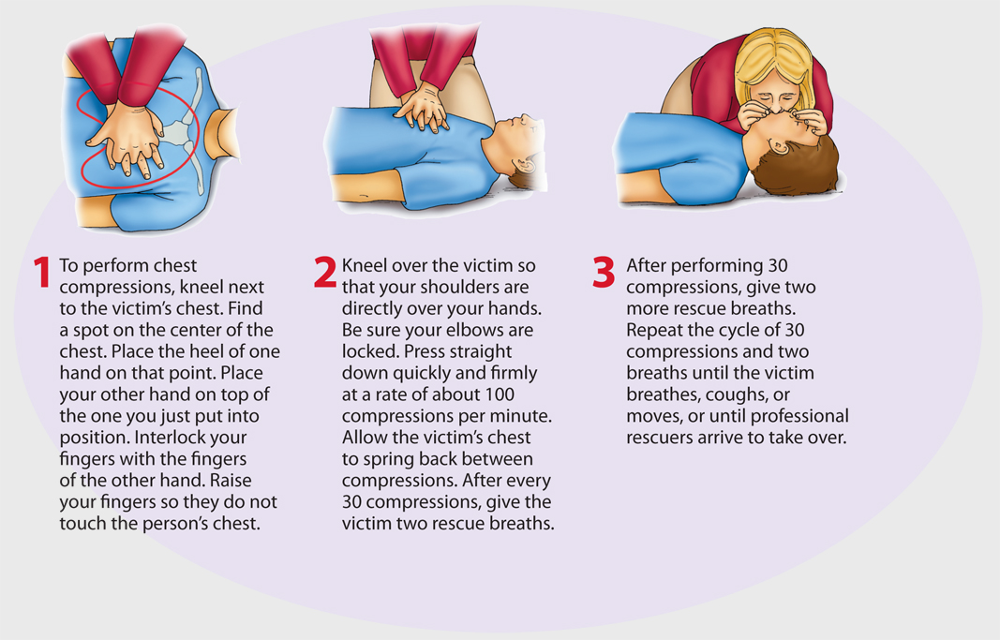 1 To perform chest
compressions, kneel next
to the victim’s chest. Find
a spot on the center of the
chest. Place the heel of one
hand on that point. Place
your other hand on top of
the one you just put into
position. Interlock your
fingers with the fingers
of the other hand. Raise
your fingers so they do not
touch the person’s chest.
2 Kneel over the victim so
that your shoulders are
directly over your hands.
Be sure your elbows are
locked. Press straight
down quickly and firmly
at a rate of about 100
compressions per minute.
Allow the victim’s chest
to spring back between
compressions. After every
30 compressions, give the
victim two rescue breaths.
3 After performing 30
compressions, give two
more rescue breaths.
Repeat the cycle of 30
compressions and two
breaths until the victim
breathes, coughs, or
moves, or until professional
rescuers arrive to take over.